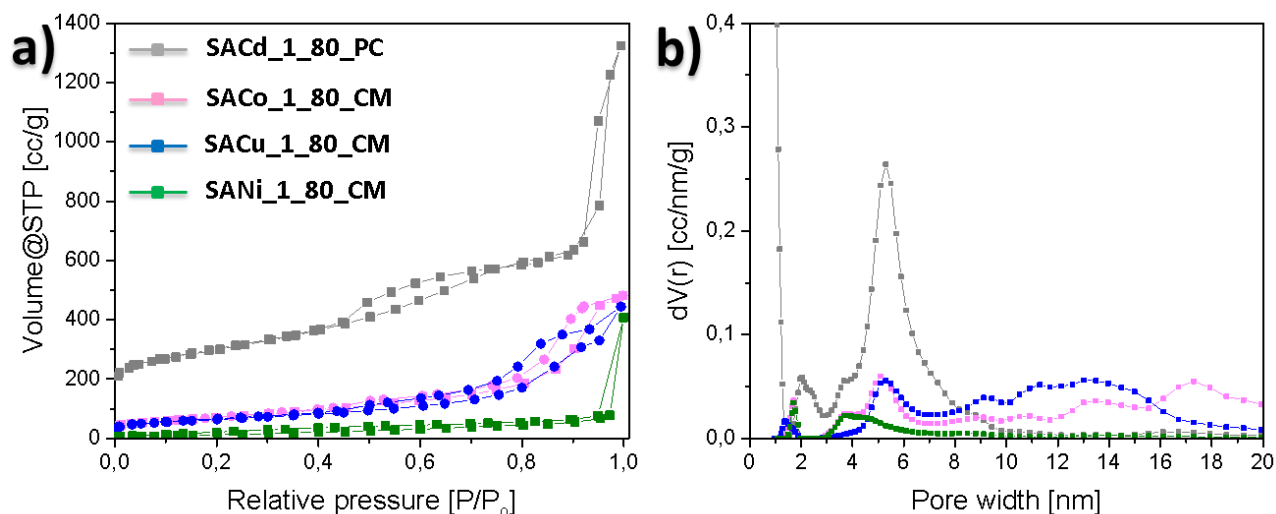 a)
1400
1200
1000
800
600
400
200
0
Volume@STP [cc/g]
SACd_1_80_PC
SACo_1_80_CM
SACu_1_80_CM
SANi_1_80_CM
0,0 0,2 0,4 0,6 0,8 1,0
Relative pressure [P/P₀]
b)
0,4
0,3
0,2
0,1
0,0
dV(r) [cc/nm/g]
0 2 4 6 8 10 12 14 16 18 20
Pore width [nm]